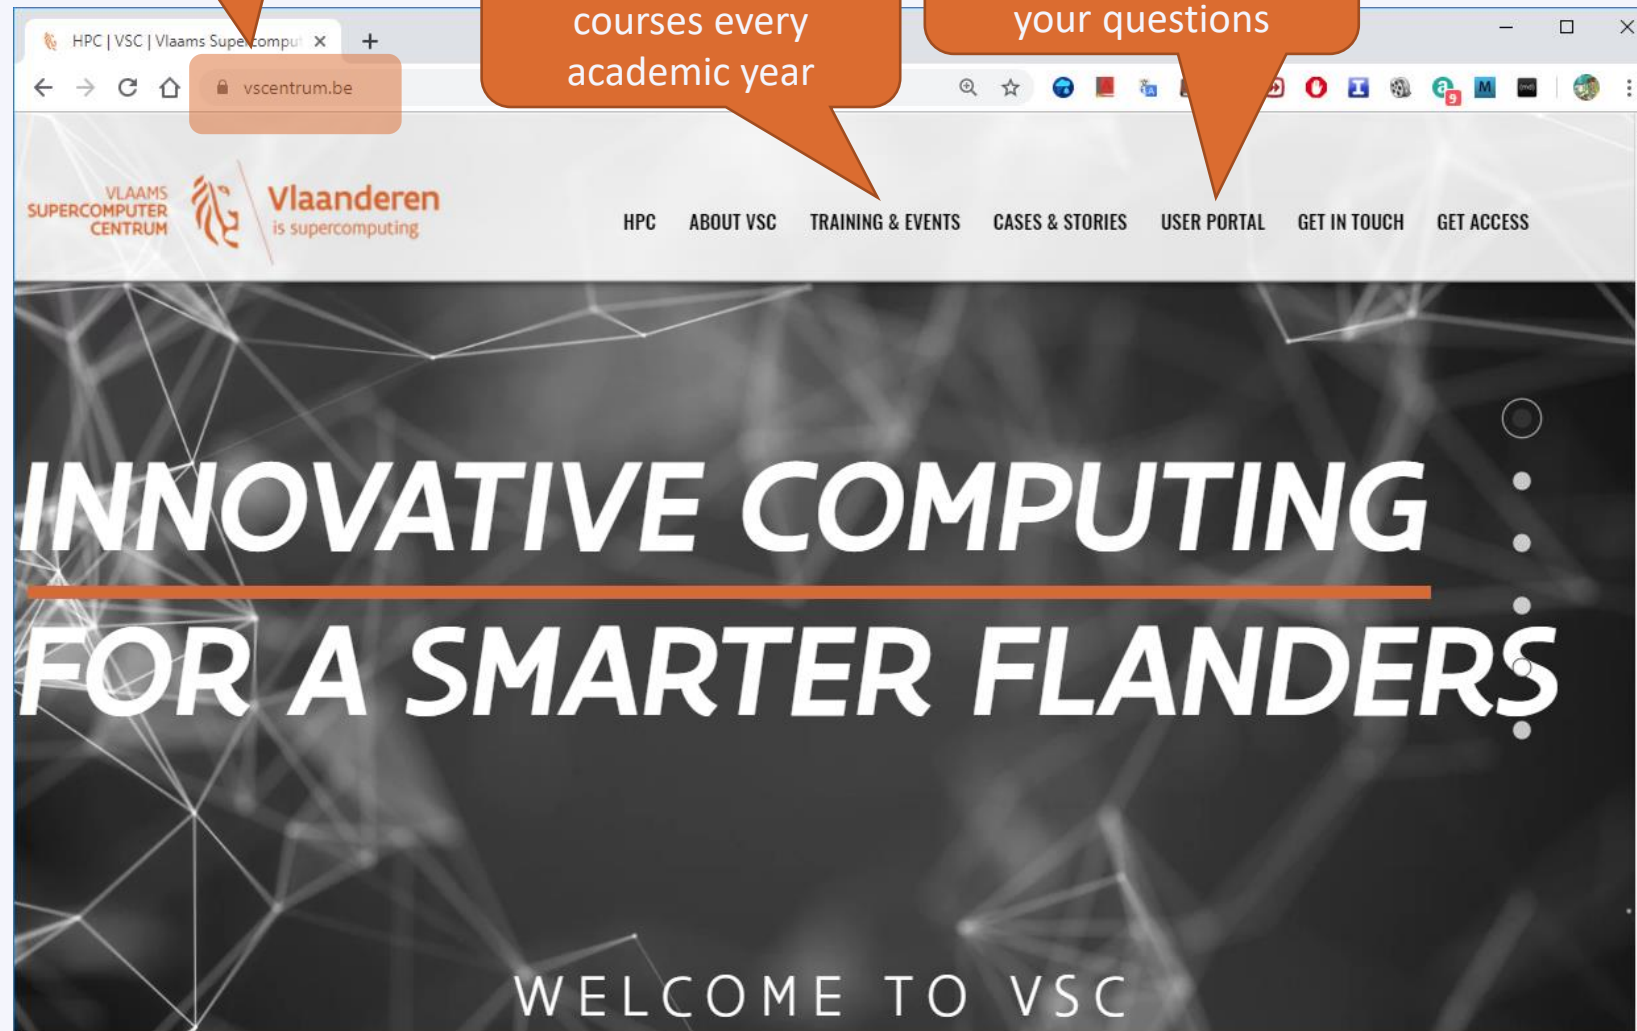 courses every
academic year
your questions
HPC | VSC | Vlaams Supercomput
vscentrum.be
VLAAMS
SUPERCOMPUTER
CENTRUM
Vlaanderen
is supercomputing
HPC ABOUT VSC TRAINING & EVENTS CASES & STORIES USER PORTAL GET IN TOUCH GET ACCESS
INNOVATIVE COMPUTING
FOR A SMARTER FLANDERS
WELCOME TO VSC